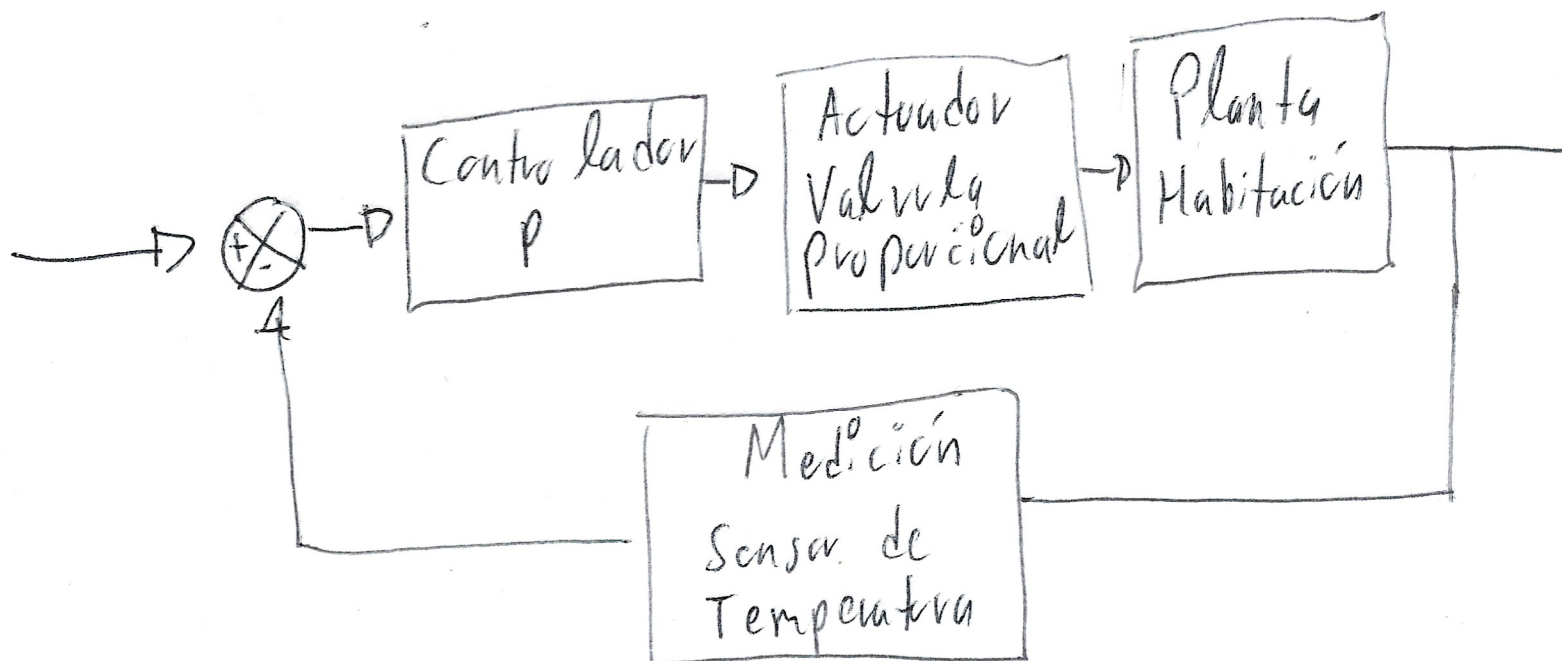 Controlador
P
Actuador
Valvula
proporcional
Planta
Habitación
+
-
Medición
Sensor de
Temperatura